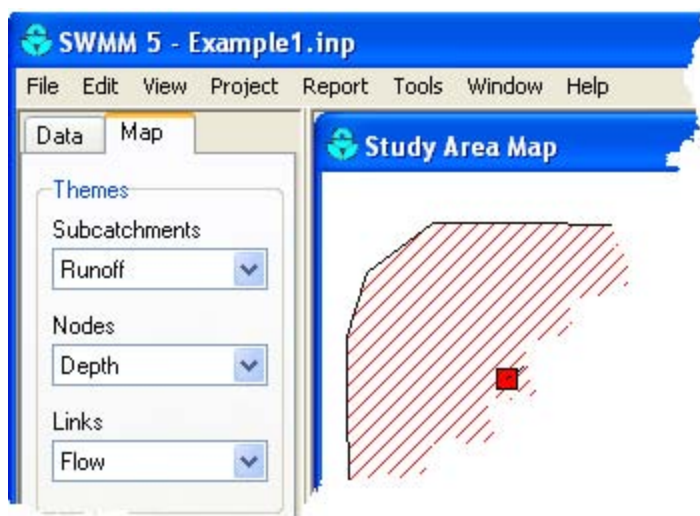 SWMM 5 - Example1.inp
File Edit View Project Report Tools Window Help
Data Map
Study Area Map
Themes
Subcatchments
Runoff
Nodes
Depth
Links
Flow